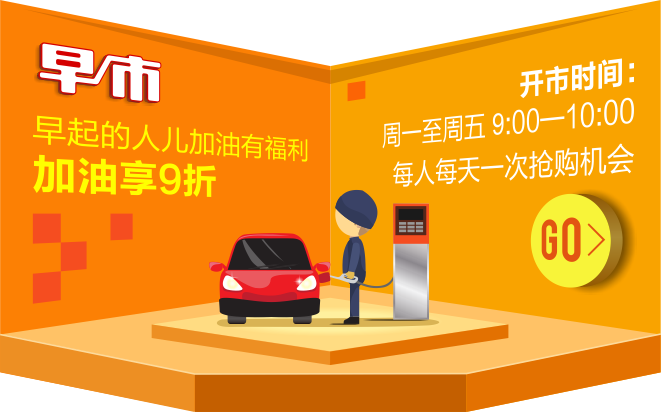 早市
早起的人儿加油有福利
加油享9折
开市时间：
周一至周五 9:00—10:00
每人每天一次抢购机会
GO>